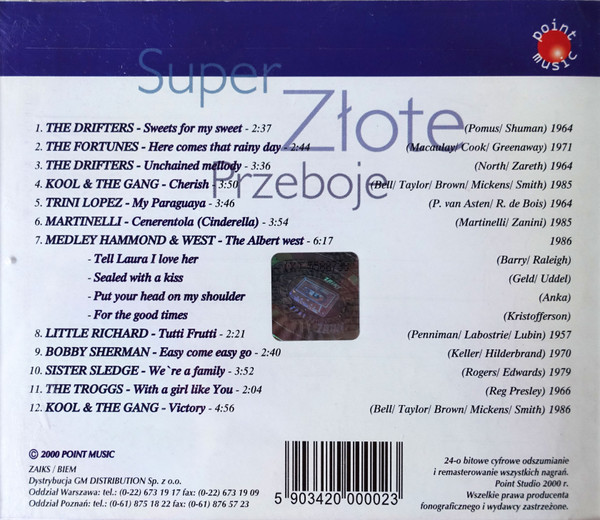 point music
Super
Złote
Przeboje
1. THE DRIFTERS - Sweets for my sweet - 2:37 (Pomus/ Shuman) 1964
2. THE FORTUNES - Here comes that rainy day - 2:44 (Macaulay/ Cook/ Greenaway) 1971
3. THE DRIFTERS - Unchained mellody - 3:36 (North/ Zareth) 1964
4. KOOL & THE GANG - Cherish - 3:50 (Bell/ Taylor/ Brown/ Mickens/ Smith) 1985
5. TRINI LOPEZ - My Paraguaya - 3:46 (P. van Asten/ R. de Bois) 1964
6. MARTINELLI - Cenerentola (Cinderella) - 3:54 (Martinelli/ Zanini) 1985
7. MEDLEY HAMMOND & WEST - The Albert west - 6:17 1986
- Tell Laura I love her (Barry/ Raleigh)
- Sealed with a kiss (Geld/ Uddel)
- Put your head on my shoulder (Anka)
- For the good times (Kristofferson)
8. LITTLE RICHARD - Tutti Frutti - 2:21 (Penniman/ Labostrie/ Lubin) 1957
9. BOBBY SHERMAN - Easy come easy go - 2:40 (Keller/ Hilderbrand) 1970
10. SISTER SLEDGE - We`re a family - 3:52 (Rogers/ Edwards) 1979
11. THE TROGGS - With a girl like You - 2:04 (Reg Presley) 1966
12. KOOL & THE GANG - Victory - 4:56 (Bell/ Taylor/ Brown/ Mickens/ Smith) 1986
© 2000 POINT MUSIC
ZAIKS / BIEM
Dystrybucja GM DISTRIBUTION Sp. z o.o.
Oddział Warszawa: tel.: (0-22) 673 19 17 fax: (0-22) 673 19 09
Oddział Poznań: tel.: (0-61) 875 18 22 fax: (0-61) 876 57 23
5 903420 000023
24-o bitowe cyfrowe odszumianie
i remasterowanie wszystkich nagrań.
Point Studio 2000 r.
Wszelkie prawa producenta
fonograficznego i wydawcy zastrzeżone.